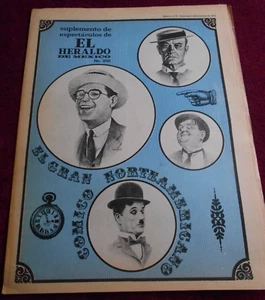 suplemento de
espectáculos de
EL
HERALDO
DE MEXICO
EL GRAN
COMICO NORTEAMERICANO